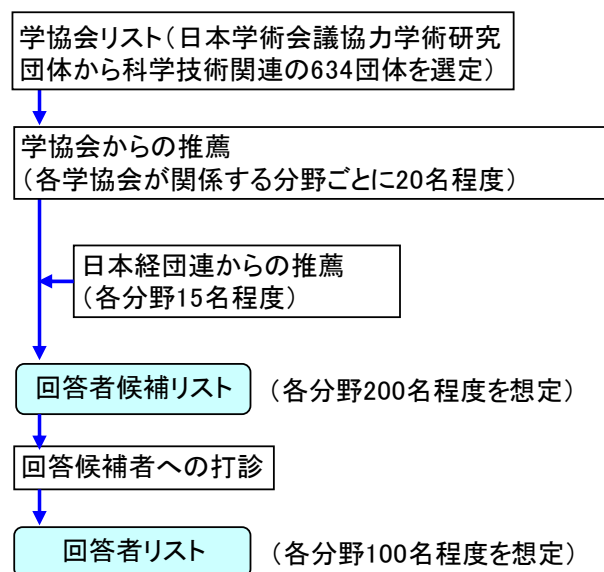 学協会リスト（日本学術会議協力学術研究
団体から科学技術関連の634団体を選定）
学協会からの推薦
（各学協会が関係する分野ごとに20名程度）
日本経団連からの推薦
（各分野15名程度）
回答者候補リスト （各分野200名程度を想定）
回答候補者への打診
回答者リスト （各分野100名程度を想定）